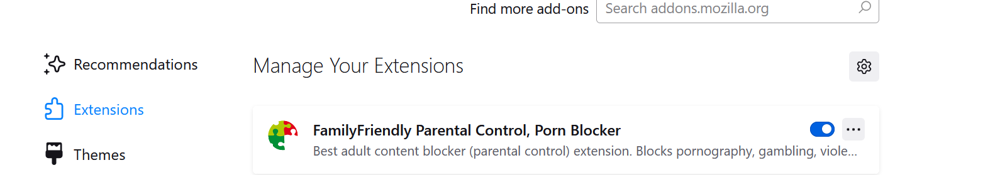 Find more add-ons
Search addons.mozilla.org
Recommendations
Manage Your Extensions
Extensions
FamilyFriendly Parental Control, Porn Blocker
Best adult content blocker (parental control) extension. Blocks pornography, gambling, viole...
Themes